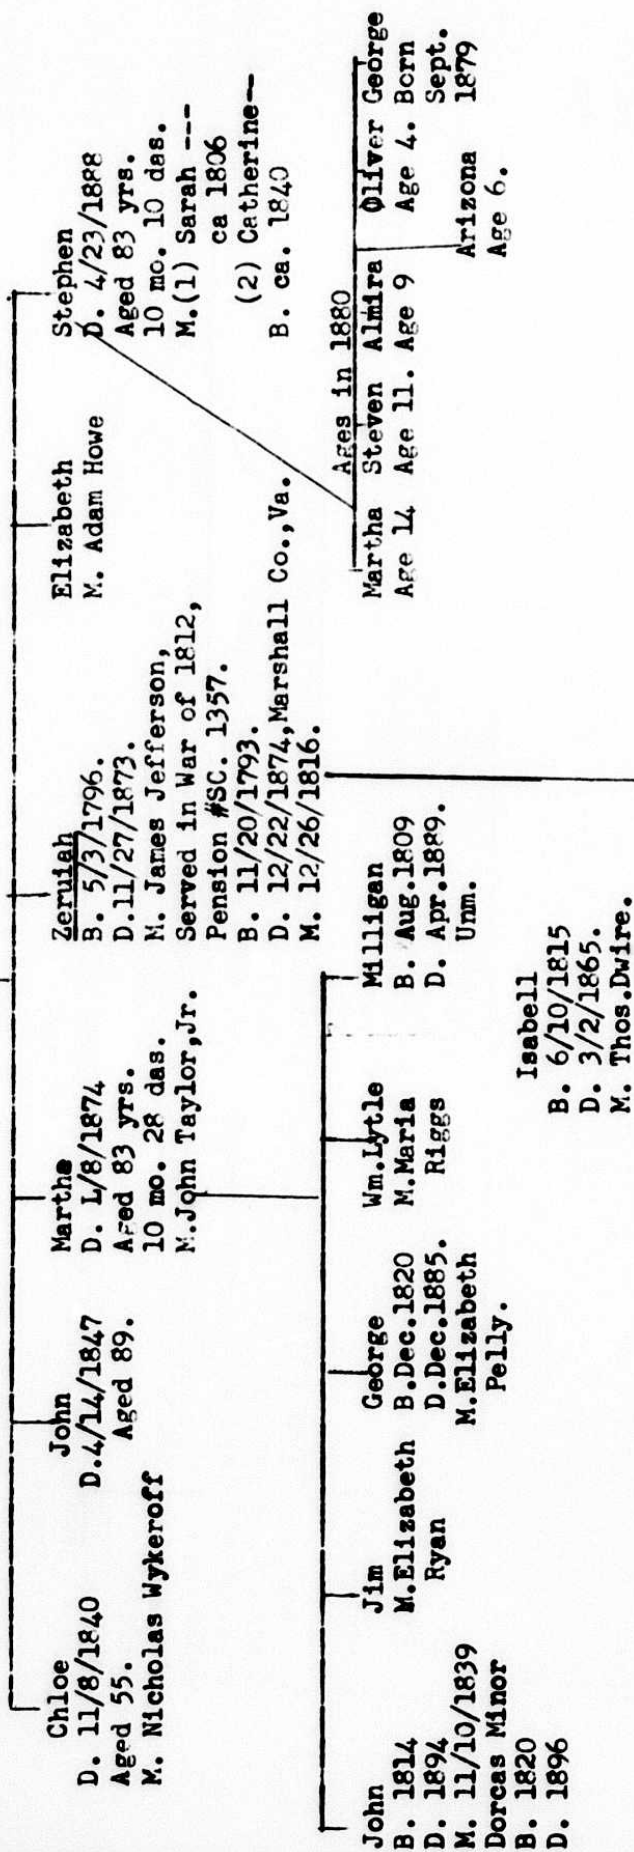 Chloe
D. 11/8/1840
Aged 55.
M. Nicholas Wykeroff
John
D.4/14/1847
Aged 89.
Martha
D. L/8/1874
Aged 83 yrs.
10 mo. 28 das.
M.John Taylor,Jr.
Zeruiah
B. 5/3/1796.
D.11/27/1873.
M. James Jefferson,
Served in War of 1812,
Pension #SC. 1357.
B. 11/20/1793.
D. 12/22/1874,Marshall Co.,Va.
M. 12/26/1816.
Elizabeth
M. Adam Howe
Stephen
D. 4/23/1888
Aged 83 yrs.
10 mo. 10 das.
M.(1) Sarah ---
ca 1806
(2) Catherine--
B. ca. 1840
John
B. 1814
D. 1894
M. 11/10/1839
Dorcas Minor
B. 1820
D. 1896
Jim
M.Elizabeth
Ryan
George
B.Dec.1820
D.Dec.1885.
M.Elizabeth
Pelly.
Wm.Lytle
M.Maria
Riggs
Milligan
B. Aug.1809
D. Apr.1889.
Unm.
Ages in 1880
Martha
Age 14
Steven
Age 11.
Almira
Age 9
Arizona
Age 6.
Oliver
Age 4.
George
Born
Sept.
1879
Isabell
B. 6/10/1815
D. 3/2/1865.
M. Thos.Dwire.